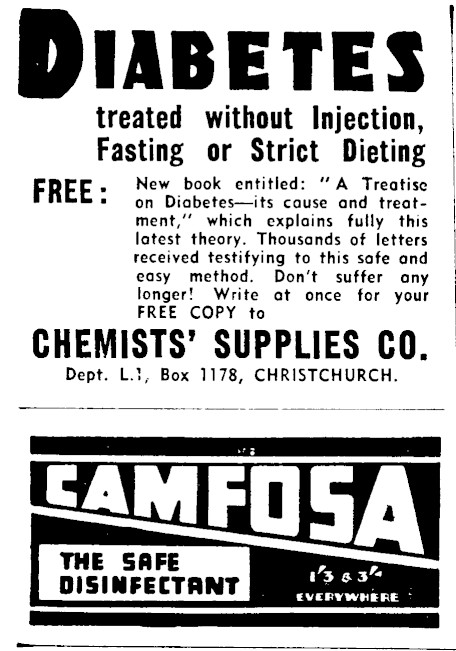 DIABETES
treated without Injection,
Fasting or Strict Dieting
FREE: New book entitled: "A Treatise
on Diabetes—its cause and treat-
ment," which explains fully this
latest theory. Thousands of letters
received testifying to this safe and
easy method. Don't suffer any
longer! Write at once for your
FREE COPY to
CHEMISTS' SUPPLIES CO.
Dept. L.1, Box 1178, CHRISTCHURCH.
CAMFOSA
THE SAFE
DISINFECTANT
1/3 & 3/-
EVERYWHERE